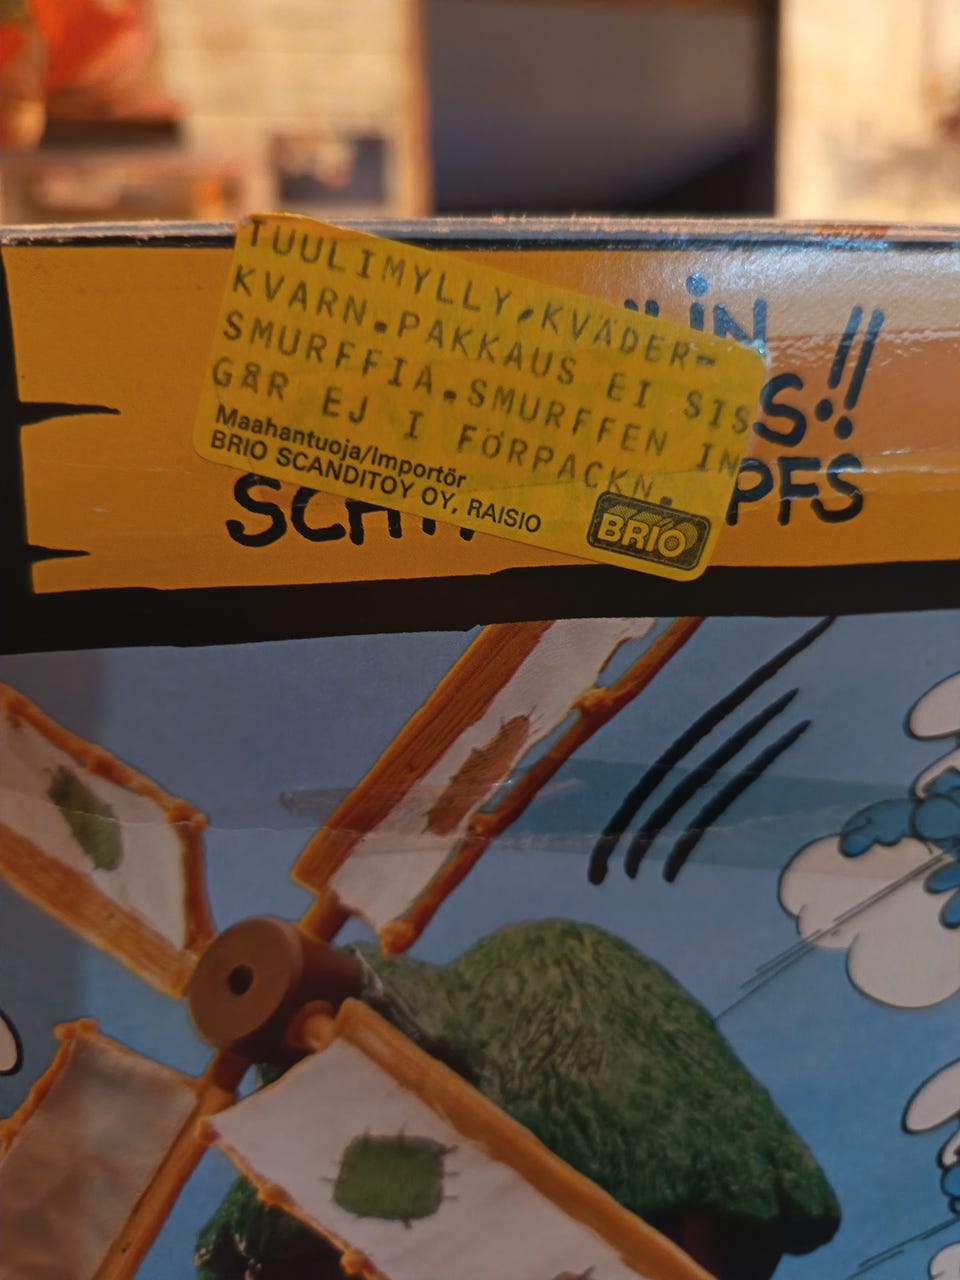 TUULIMYLLY,KVÄDER-
KVARN.PAKKAUS EI SIS
SMURFFIA.SMURFFEN IN
GÅR EJ I FÖRPACKN.
Maahantuoja/Importör
BRIO SCANDITOY OY, RAISIO
BRIO